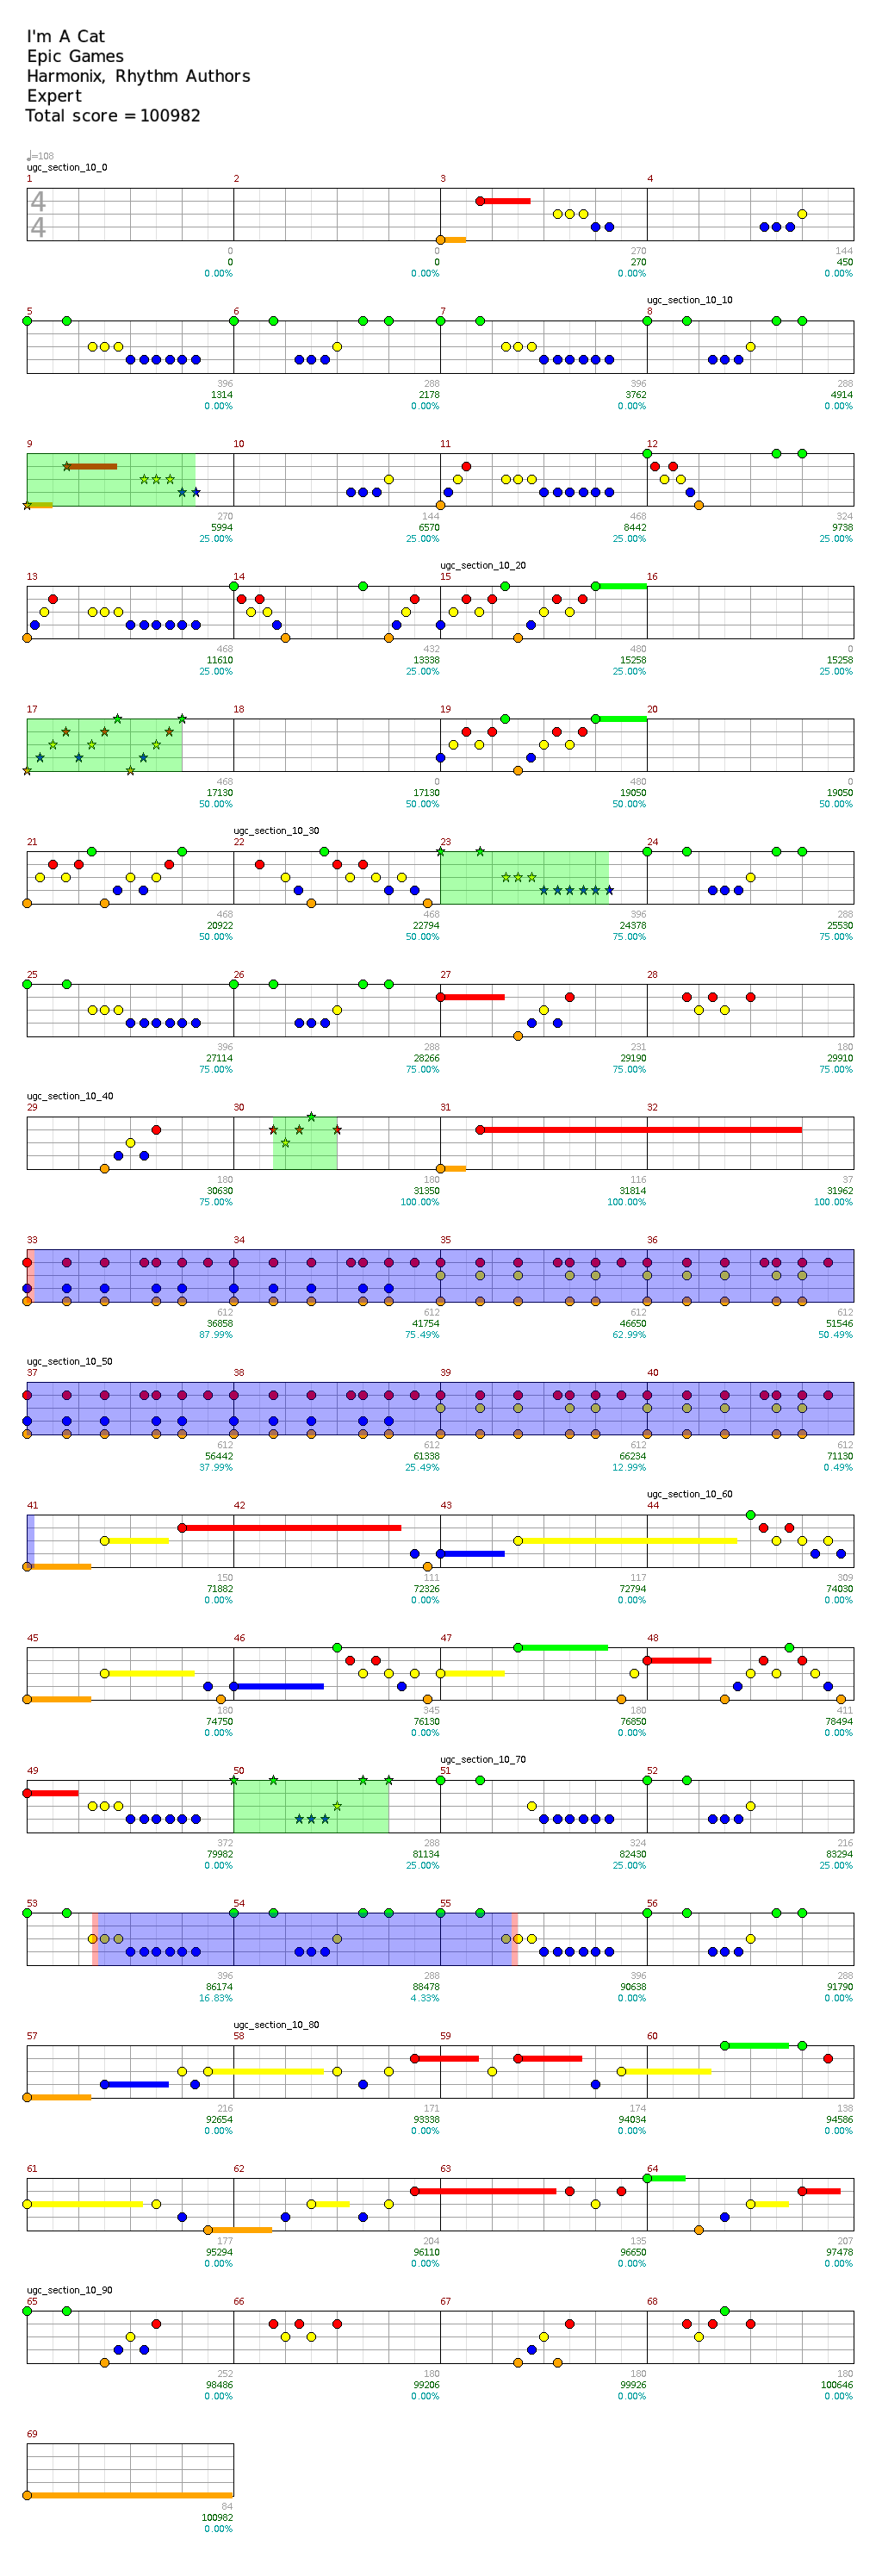 I'm A Cat
Epic Games
Harmonix, Rhythm Authors
Expert
Total score = 100982
♩=108
ugc_section_10_0
1 2 3 4
4
4
0 0 270 144
0 0 270 450
0.00% 0.00% 0.00% 0.00%
ugc_section_10_10
5 6 7 8
396 288 396 288
1314 2178 3762 4914
0.00% 0.00% 0.00% 0.00%
9 10 11 12
270 144 468 324
5994 6570 8442 9738
25.00% 25.00% 25.00% 25.00%
ugc_section_10_20
13 14 15 16
468 432 480 0
11610 13338 15258 15258
25.00% 25.00% 25.00% 25.00%
17 18 19 20
468 0 480 0
17130 17130 19050 19050
50.00% 50.00% 50.00% 50.00%
ugc_section_10_30
21 22 23 24
468 468 396 288
20922 22794 24378 25530
50.00% 50.00% 75.00% 75.00%
25 26 27 28
396 288 231 180
27114 28266 29190 29910
75.00% 75.00% 75.00% 75.00%
ugc_section_10_40
29 30 31 32
180 180 116 37
30630 31350 31814 31962
75.00% 100.00% 100.00% 100.00%
33 34 35 36
612 612 612 612
36858 41754 46650 51546
87.99% 75.49% 62.99% 50.49%
ugc_section_10_50
37 38 39 40
612 612 612 612
56442 61338 66234 71130
37.99% 25.49% 12.99% 0.49%
ugc_section_10_60
41 42 43 44
150 111 117 309
71882 72326 72794 74030
0.00% 0.00% 0.00% 0.00%
45 46 47 48
180 345 180 411
74750 76130 76850 78494
0.00% 0.00% 0.00% 0.00%
ugc_section_10_70
49 50 51 52
372 288 324 216
79982 81134 82430 83294
0.00% 25.00% 25.00% 25.00%
53 54 55 56
396 288 396 288
86174 88478 90638 91790
16.83% 4.33% 0.00% 0.00%
ugc_section_10_80
57 58 59 60
216 171 174 138
92654 93338 94034 94586
0.00% 0.00% 0.00% 0.00%
61 62 63 64
177 204 135 207
95294 96110 96650 97478
0.00% 0.00% 0.00% 0.00%
ugc_section_10_90
65 66 67 68
252 180 180 180
98486 99206 99926 100646
0.00% 0.00% 0.00% 0.00%
69
84
100982
0.00%